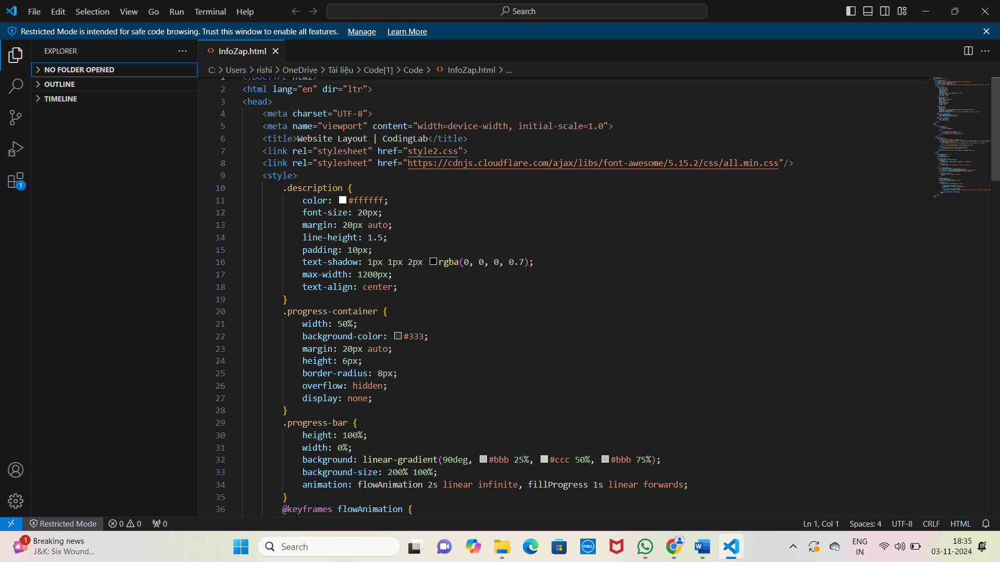 File Edit Selection View Go Run Terminal Help
Search
Restricted Mode is intended for safe code browsing. Trust this window to enable all features. Manage Learn More
EXPLORER
NO FOLDER OPENED
OUTLINE
TIMELINE
InfoZap.html
C: > Users > rishi > OneDrive > Tài liệu > Code[1] > Code > InfoZap.html > ...
1 <!DOCTYPE html>
2 <html lang="en" dir="ltr">
3 <head>
4 <meta charset="UTF-8">
5 <meta name="viewport" content="width=device-width, initial-scale=1.0">
6 <title>Website Layout | CodingLab</title>
7 <link rel="stylesheet" href="style2.css">
8 <link rel="stylesheet" href="https://cdnjs.cloudflare.com/ajax/libs/font-awesome/5.15.2/css/all.min.css"/>
9 <style>
10 .description {
11 color: #ffffff;
12 font-size: 20px;
13 margin: 20px auto;
14 line-height: 1.5;
15 padding: 10px;
16 text-shadow: 1px 1px 2px rgba(0, 0, 0, 0.7);
17 max-width: 1200px;
18 text-align: center;
19 }
20 .progress-container {
21 width: 50%;
22 background-color: #333;
23 margin: 20px auto;
24 height: 6px;
25 border-radius: 8px;
26 overflow: hidden;
27 display: none;
28 }
29 .progress-bar {
30 height: 100%;
31 width: 0%;
32 background: linear-gradient(90deg, #bbb 25%, #ccc 50%, #bbb 75%);
33 background-size: 200% 100%;
34 animation: flowAnimation 2s linear infinite, fillProgress 1s linear forwards;
35 }
36 @keyframes flowAnimation {
1
Restricted Mode 0 0 0
Ln 1, Col 1 Spaces: 4 UTF-8 CRLF HTML
1
Breaking news
J&K: Six Wound...
Search
DELL
W
ENG
IN
18:35
03-11-2024